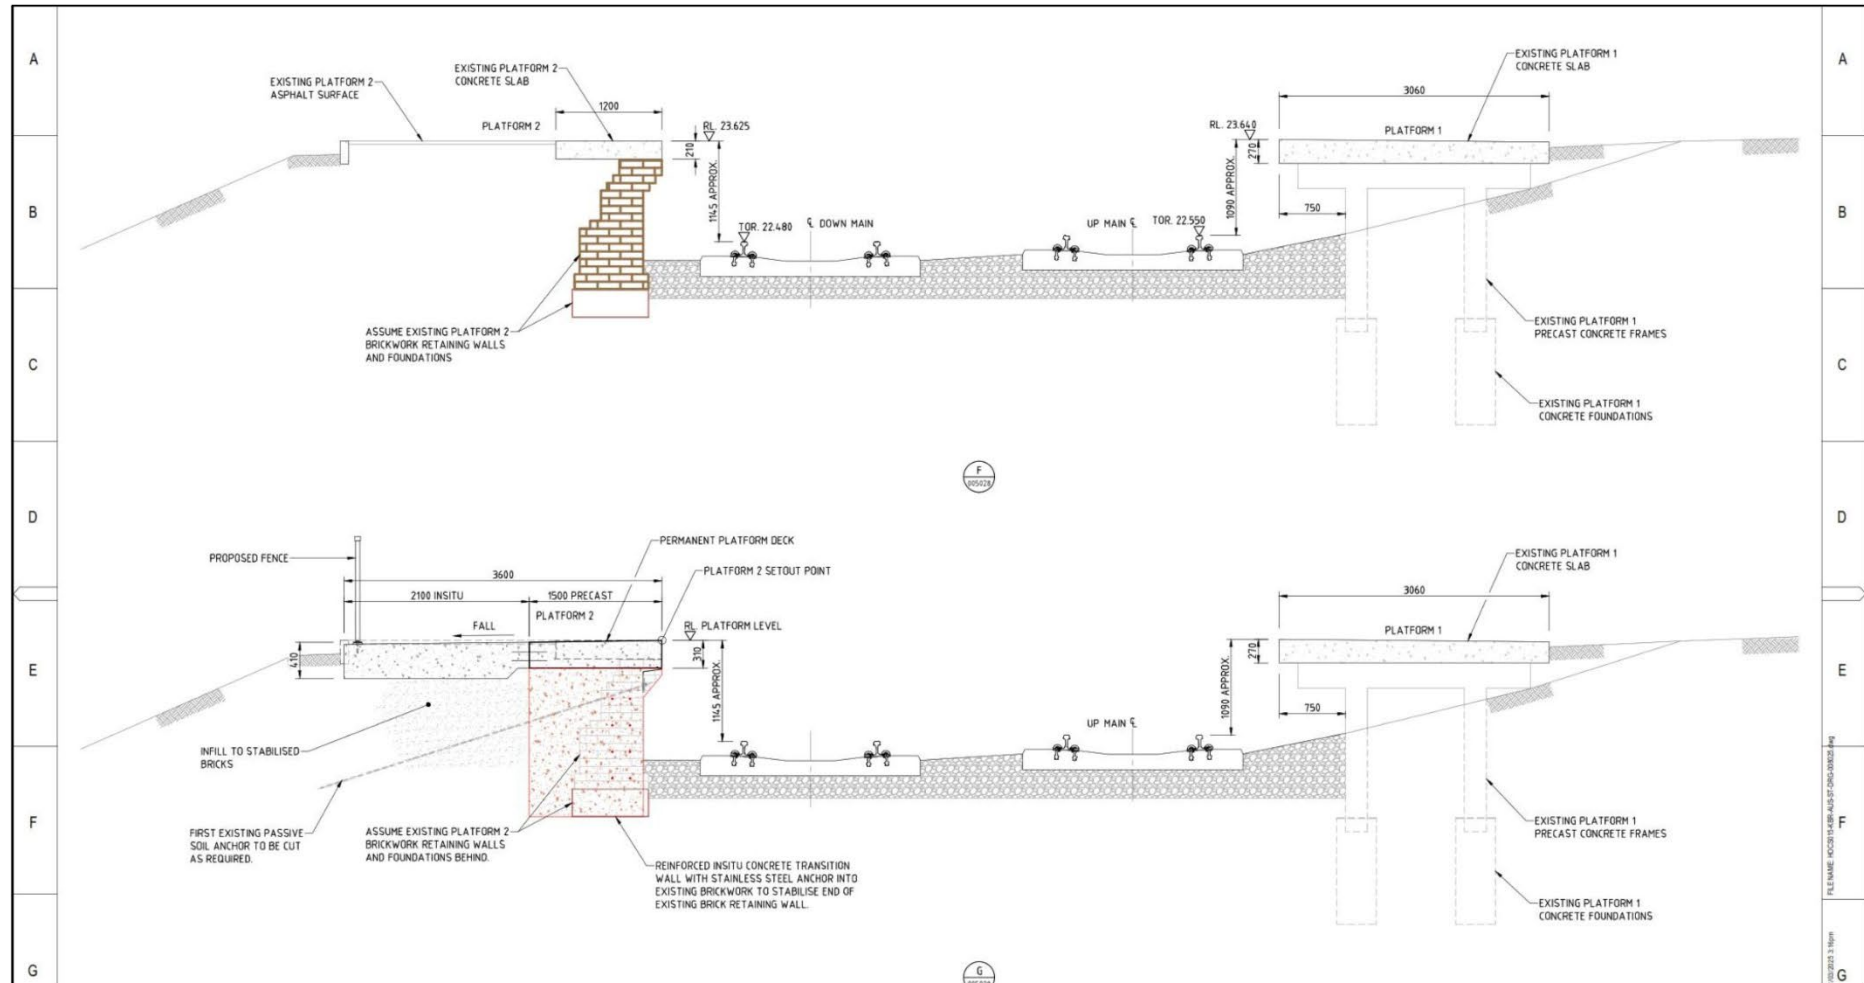 A
A
EXISTING PLATFORM 2
ASPHALT SURFACE
EXISTING PLATFORM 2
CONCRETE SLAB
1200
PLATFORM 2
RL. 23.625
210
1145 APPROX.
RL. 23.640
3060
EXISTING PLATFORM 1
CONCRETE SLAB
PLATFORM 1
270
1090 APPROX.
750
B
B
TOR. 22.480
℄ DOWN MAIN
UP MAIN ℄
TOR. 22.550
ASSUME EXISTING PLATFORM 2
BRICKWORK RETAINING WALLS
AND FOUNDATIONS
EXISTING PLATFORM 1
PRECAST CONCRETE FRAMES
C
C
EXISTING PLATFORM 1
CONCRETE FOUNDATIONS
F
005028
D
D
PROPOSED FENCE
PERMANENT PLATFORM DECK
PLATFORM 2 SETOUT POINT
3600
2100 INSITU
1500 PRECAST
PLATFORM 2
FALL
RL. PLATFORM LEVEL
410
310
1145 APPROX.
EXISTING PLATFORM 1
CONCRETE SLAB
3060
PLATFORM 1
270
1090 APPROX.
750
E
E
UP MAIN ℄
INFILL TO STABILISED
BRICKS
FIRST EXISTING PASSIVE
SOIL ANCHOR TO BE CUT
AS REQUIRED.
ASSUME EXISTING PLATFORM 2
BRICKWORK RETAINING WALLS
AND FOUNDATIONS BEHIND.
REINFORCED INSITU CONCRETE TRANSITION
WALL WITH STAINLESS STEEL ANCHOR INTO
EXISTING BRICKWORK TO STABILISE END OF
EXISTING BRICK RETAINING WALL.
EXISTING PLATFORM 1
PRECAST CONCRETE FRAMES
F
F
EXISTING PLATFORM 1
CONCRETE FOUNDATIONS
G
G
G